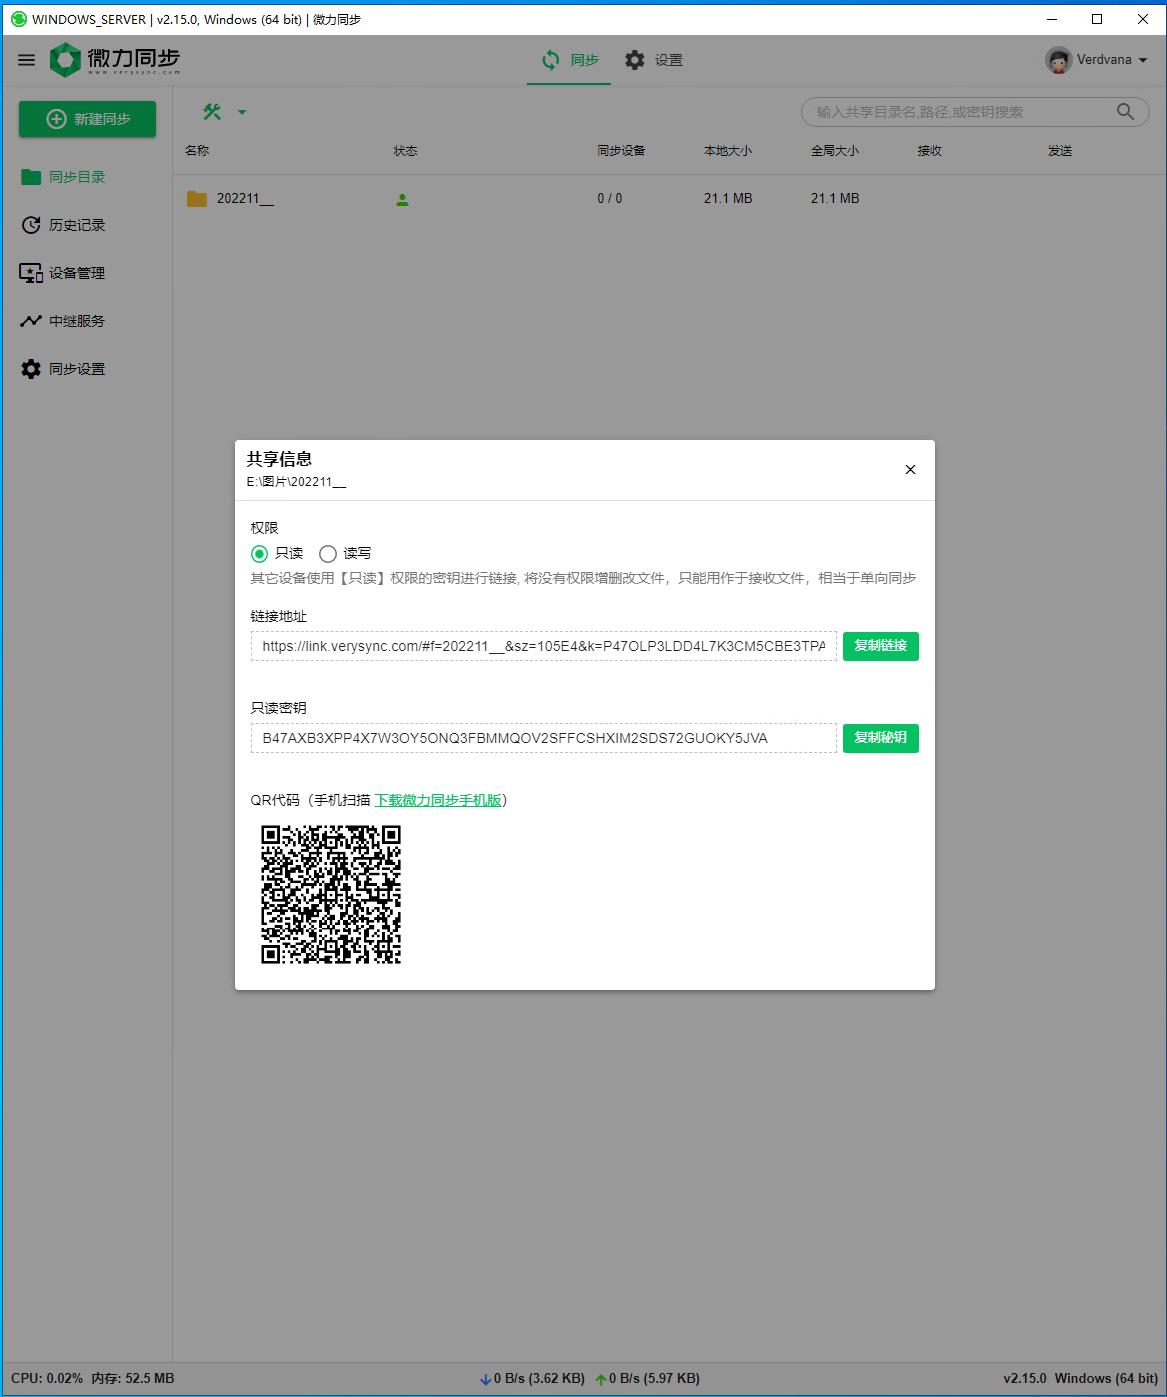 WINDOWS_SERVER | v2.15.0, Windows (64 bit) | 微力同步
微力同步
www.verysync.com
同步
设置
Verdvana
新建同步
输入共享目录名,路径,或密钥搜索
同步目录
历史记录
设备管理
中继服务
同步设置
名称 状态 同步设备 本地大小 全局大小 接收 发送
202211__ 0 / 0 21.1 MB 21.1 MB
共享信息
E:\图片\202211__
权限
只读 读写
其它设备使用【只读】权限的密钥进行链接, 将没有权限增删改文件，只能用作于接收文件，相当于单向同步
链接地址
https://link.verysync.com/#f=202211__&sz=105E4&k=P47OLP3LDD4L7K3CM5CBE3TPA 复制链接
只读密钥
B47AXB3XPP4X7W3OY5ONQ3FBMMQOV2SFFCSHXIM2SDS72GUOKY5JVA 复制秘钥
QR代码（手机扫描 下载微力同步手机版）
CPU: 0.02% 内存: 52.5 MB 0 B/s (3.62 KB) 0 B/s (5.97 KB) v2.15.0 Windows (64 bit)